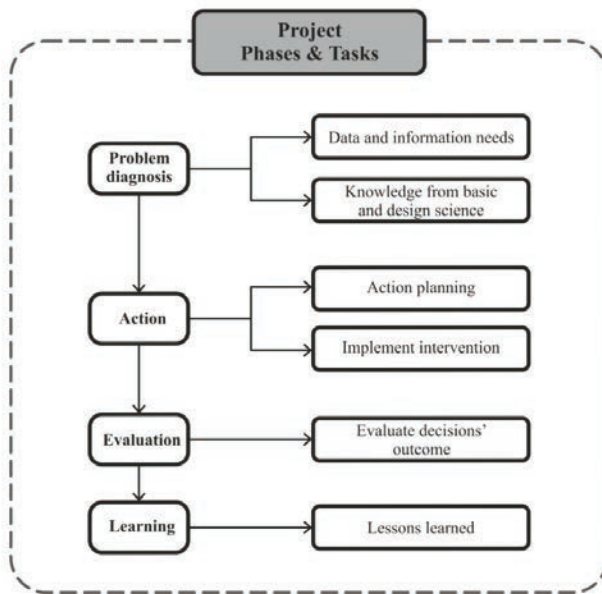 Project
Phases & Tasks
Problem
diagnosis
Data and information needs
Knowledge from basic
and design science
Action
Action planning
Implement intervention
Evaluation
Evaluate decisions’
outcome
Learning
Lessons learned